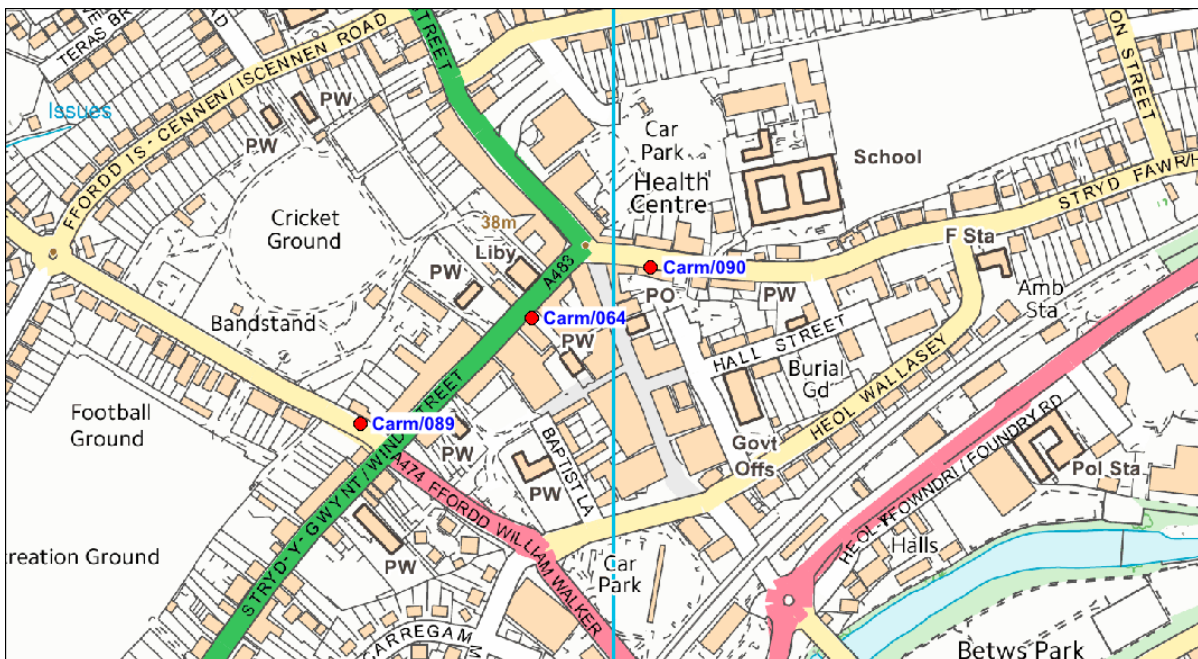 TERAS BR
STREET
ON STREET
FFORDD IS-CENNEN / ISCENNEN ROAD
Issues
PW
PW
Car
Park
Health
Centre
School
STRYD FAWR/H
Cricket
Ground
38m
Liby
A483
F Sta
Carm/090
PW
PO
PW
Amb
Sta
Bandstand
Carm/064
PW
HALL STREET
Burial
Gd
HEOL WALLASEY
Football
Ground
Carm/089
STRYD-Y-GWYNT/WIND STREET
PW
A474 FFORDD WILLIAM WALKER
BAPTIST LA
PW
Govt
Offs
HEOL-Y-FFOWNDRI/FOUNDRY RD
Pol Sta
creation Ground
PW
Car
Park
Halls
ARREGAM
Betws Park